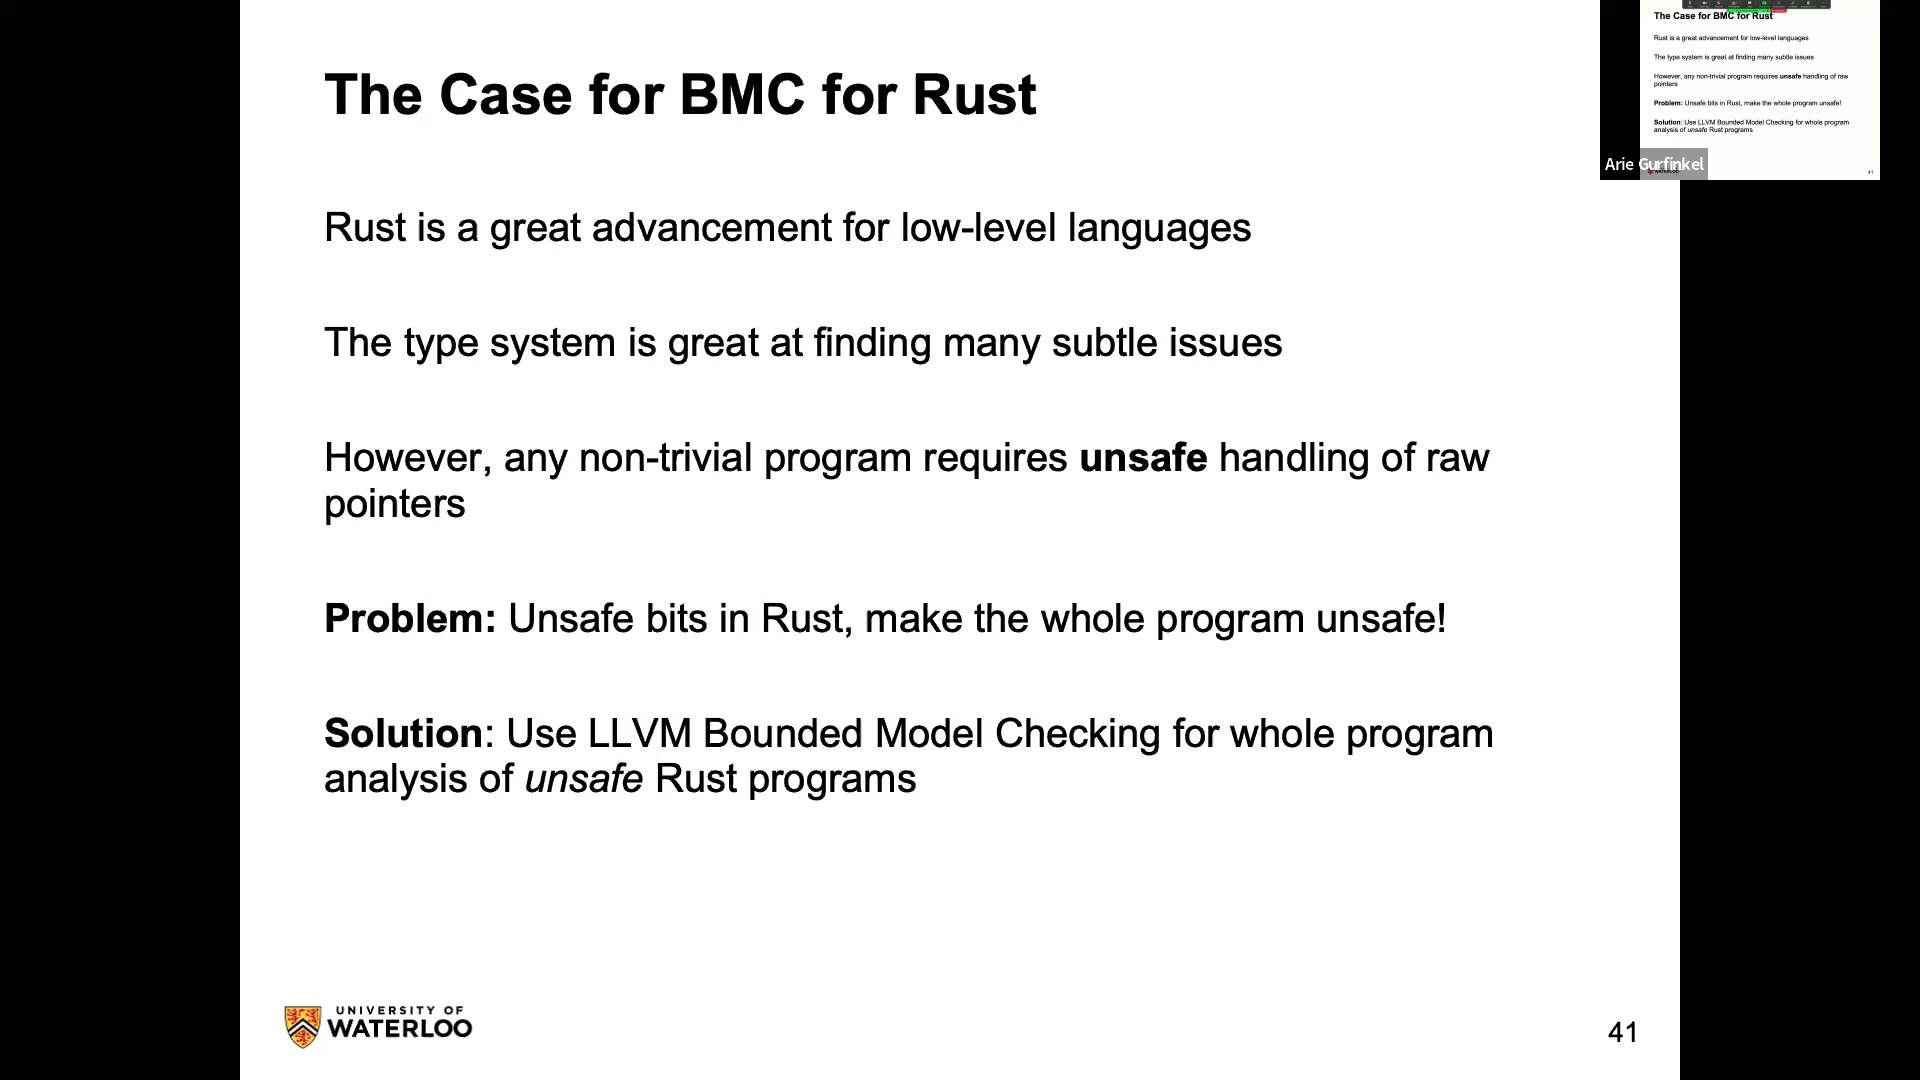 The Case for BMC for Rust
Rust is a great advancement for low-level languages
The type system is great at finding many subtle issues
However, any non-trivial program requires unsafe handling of raw
pointers
Problem: Unsafe bits in Rust, make the whole program unsafe!
Solution: Use LLVM Bounded Model Checking for whole program
analysis of unsafe Rust programs
UNIVERSITY OF
WATERLOO
41
The Case for BMC for Rust
Rust is a great advancement for low-level languages
The type system is great at finding many subtle issues
However, any non-trivial program requires unsafe handling of raw
pointers
Problem: Unsafe bits in Rust, make the whole program unsafe!
Solution: Use LLVM Bounded Model Checking for whole program
analysis of unsafe Rust programs
Arie Gurfinkel
41